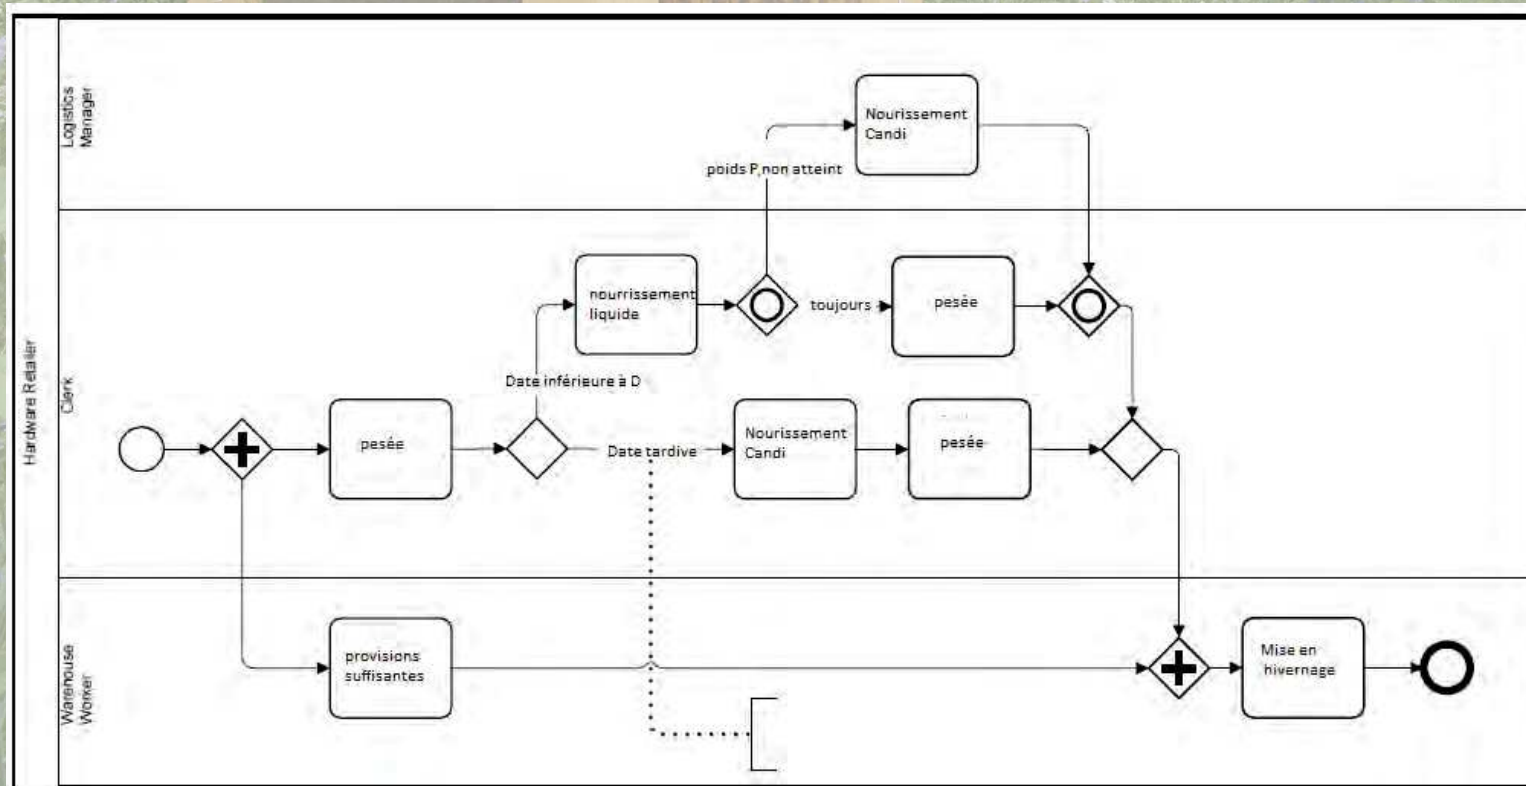 Hardware Retailer
Logistics
Manager
Nourissement
Candi
poids P,non atteint
Clerk
nourrissement
liquide
toujours
pesée
Date inférieure à D
pesée
Date tardive
Nourissement
Candi
pesée
Warehouse
Worker
provisions
suffisantes
Mise en
hivernage